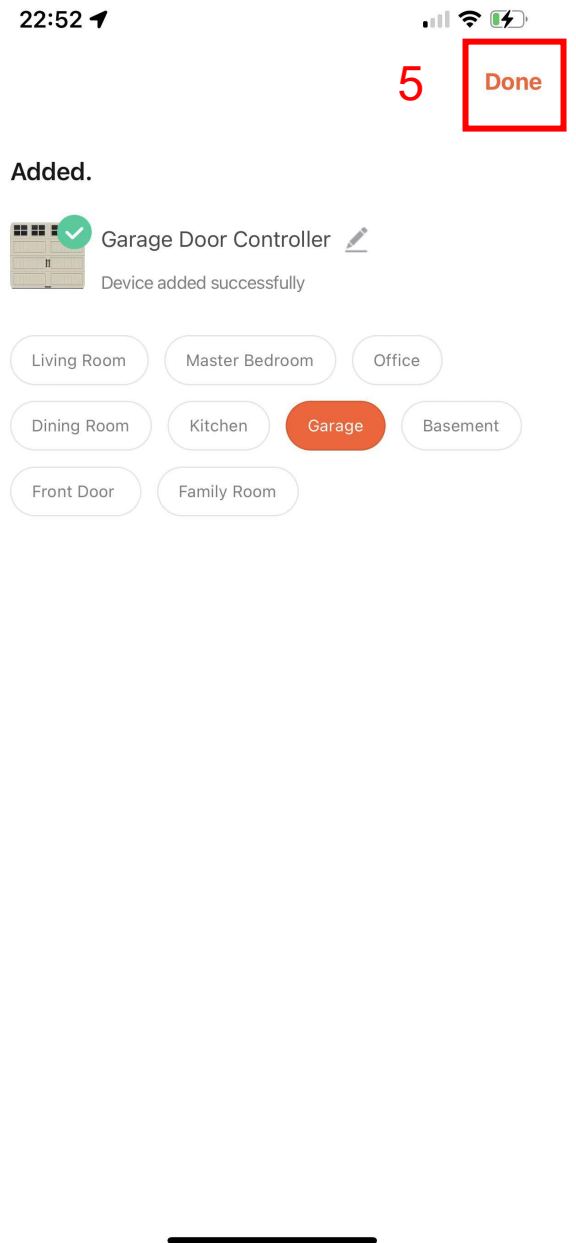 22:52
5 Done
Added.
Garage Door Controller
Device added successfully
Living Room Master Bedroom Office
Dining Room Kitchen Garage Basement
Front Door Family Room